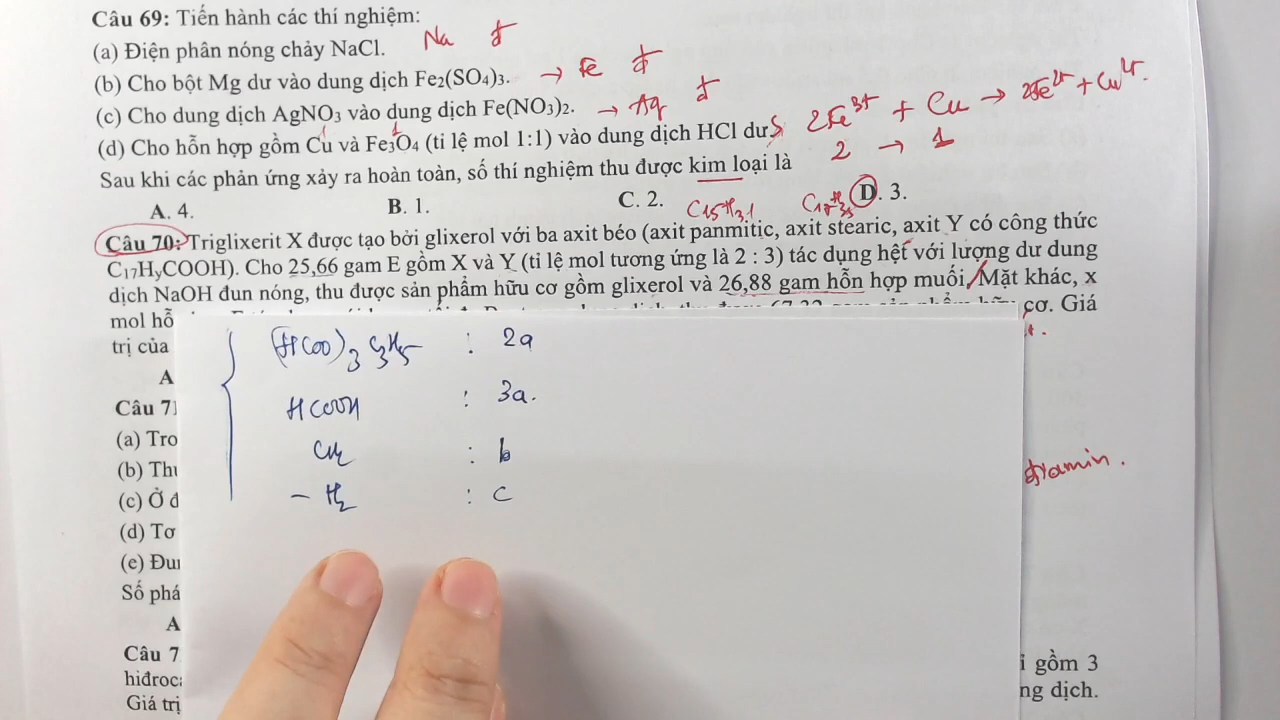 Câu 69: Tiến hành các thí nghiệm:
(a) Điện phân nóng chảy NaCl. Na
(b) Cho bột Mg dư vào dung dịch Fe₂(SO₄)₃. → Fe
(c) Cho dung dịch AgNO₃ vào dung dịch Fe(NO₃)₂. → Ag
(d) Cho hỗn hợp gồm Cu và Fe₃O₄ (tỉ lệ mol 1:1) vào dung dịch HCl dư S
2Fe³⁺ + Cu → 2Fe²⁺ + Cu²⁺.
2 → 1
Sau khi các phản ứng xảy ra hoàn toàn, số thí nghiệm thu được kim loại là
A. 4. B. 1. C. 2. D. 3.
C₁₅H₃₁ C₁₇H₃₅
Câu 70: Triglixerit X được tạo bởi glixerol với ba axit béo (axit panmitic, axit stearic, axit Y có công thức
C₁₇HᵧCOOH). Cho 25,66 gam E gồm X và Y (tỉ lệ mol tương ứng là 2 : 3) tác dụng hết với lượng dư dung
dịch NaOH đun nóng, thu được sản phẩm hữu cơ gồm glixerol và 26,88 gam hỗn hợp muối. Mặt khác, x
mol hỗ cơ. Giá
trị của
(HCOO)₃C₃H₅ : 2a
A
HCOOH : 3a.
Câu 71
(a) Tro
CH₂ : b
(b) Thu
amin.
- H₂ : c
(c) Ở đ
(d) Tơ
(e) Đun
Số phá
A
Câu 7 gồm 3
hiđroca ng dịch.
Giá trị